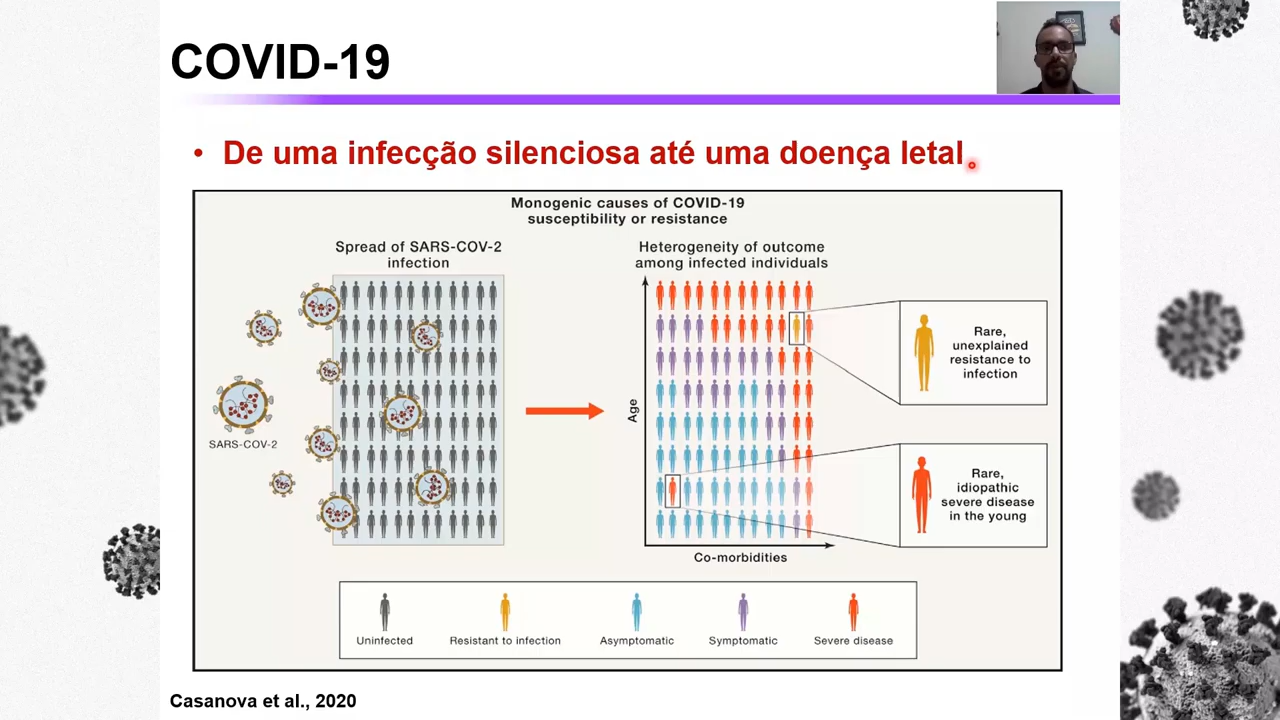 COVID-19
• De uma infecção silenciosa até uma doença letal.
Monogenic causes of COVID-19
susceptibility or resistance
Spread of SARS-COV-2
infection
Heterogeneity of outcome
among infected individuals
SARS-COV-2
Age
Co-morbidities
Rare,
unexplained
resistance to
infection
Rare,
idiopathic
severe disease
in the young
Uninfected
Resistant to infection
Asymptomatic
Symptomatic
Severe disease
Casanova et al., 2020